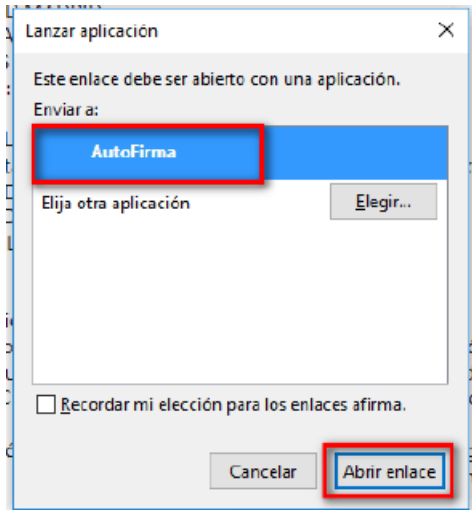 Lanzar aplicación
Este enlace debe ser abierto con una aplicación.
Enviar a:
AutoFirma
Elija otra aplicación
Elegir...
Recordar mi elección para los enlaces afirma.
Cancelar
Abrir enlace